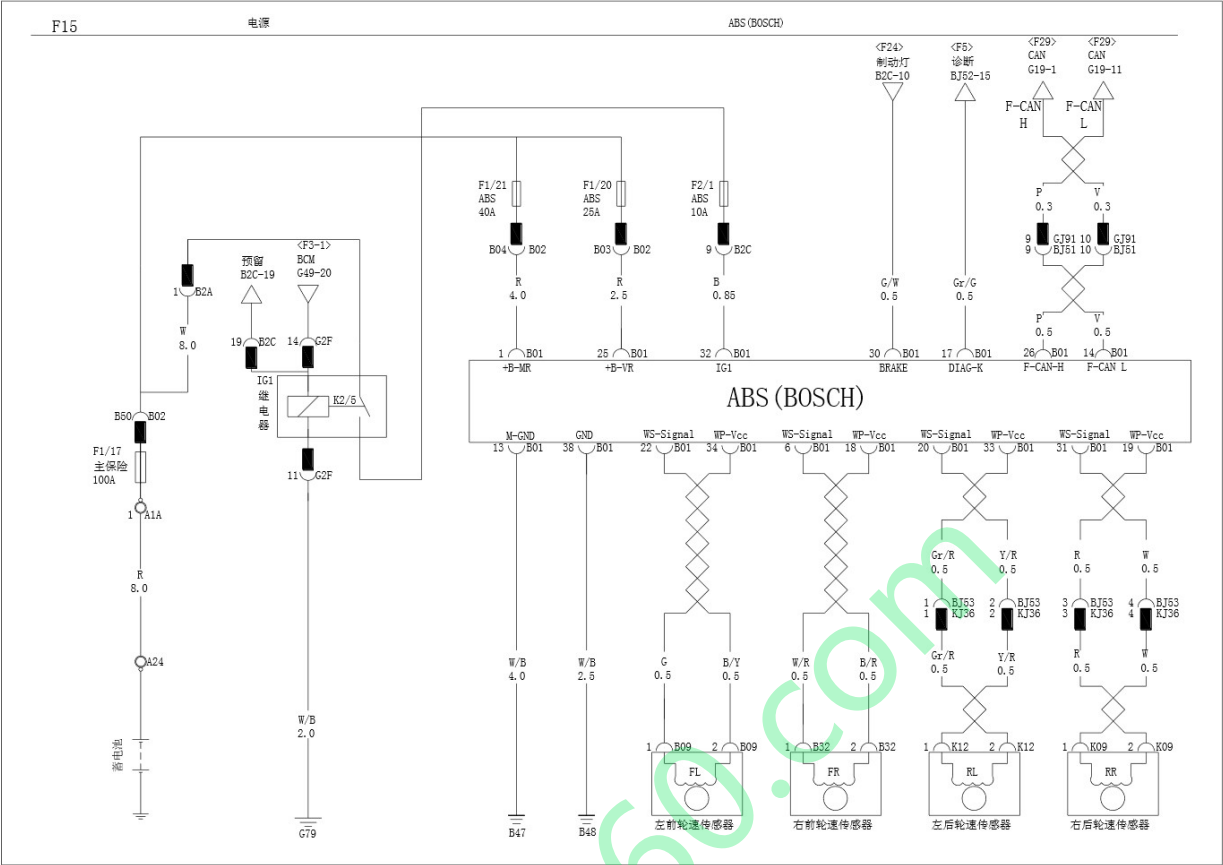 F15
电源
ABS(BOSCH)
<F24>
制动灯
B2C-10
<F5>
诊断
BJ52-15
<F29>
CAN
G19-1
<F29>
CAN
G19-11
F-CAN
H
F-CAN
L
F1/21
ABS
40A
F1/20
ABS
25A
F2/1
ABS
10A
P
0.3
V
0.3
9 GJ91
9 BJ51
10 GJ91
10 BJ51
B04 B02
B03 B02
9 B2C
<F3-1>
BCM
G49-20
预留
B2C-19
1 B2A
W
8.0
R
4.0
R
2.5
B
0.85
G/W
0.5
Gr/G
0.5
P
0.5
V
0.5
19 B2C
14 G2F
1 B01
25 B01
32 B01
30 B01
17 B01
26 B01
14 B01
+B-MR
+B-VR
IG1
BRAKE
DIAG-K
F-CAN-H
F-CAN L
ABS(BOSCH)
IG1
继
电
器
K2/5
B50 B02
F1/17
主保险
100A
11 G2F
M-GND
GND
WS-Signal
WP-Vcc
WS-Signal
WP-Vcc
WS-Signal
WP-Vcc
WS-Signal
WP-Vcc
13 B01
38 B01
22 B01
34 B01
6 B01
18 B01
20 B01
33 B01
31 B01
19 B01
1 A1A
R
8.0
Gr/R
0.5
Y/R
0.5
R
0.5
W
0.5
1 BJ53
1 KJ36
2 BJ53
2 KJ36
3 BJ53
3 KJ36
4 BJ53
4 KJ36
A24
W/B
4.0
W/B
2.5
G
0.5
B/Y
0.5
W/R
0.5
B/R
0.5
Gr/R
0.5
Y/R
0.5
R
0.5
W
0.5
W/B
2.0
蓄电池
1 B09
2 B09
1 B32
2 B32
1 K12
2 K12
1 K09
2 K09
FL
FR
RL
RR
G79
B47
B48
左前轮速传感器
右前轮速传感器
左后轮速传感器
右后轮速传感器
60.com